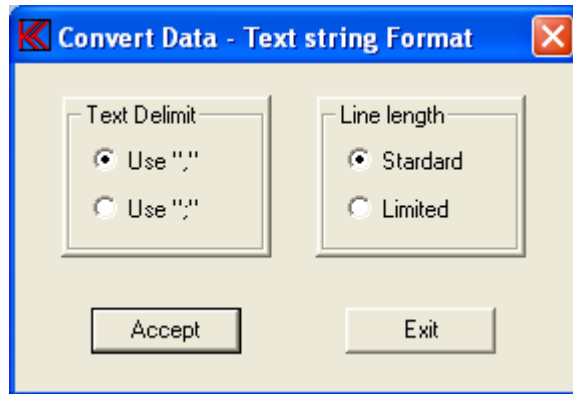 Convert Data - Text string Format
Text Delimit
Use ","
Use ";"
Line length
Stardard
Limited
Accept
Exit